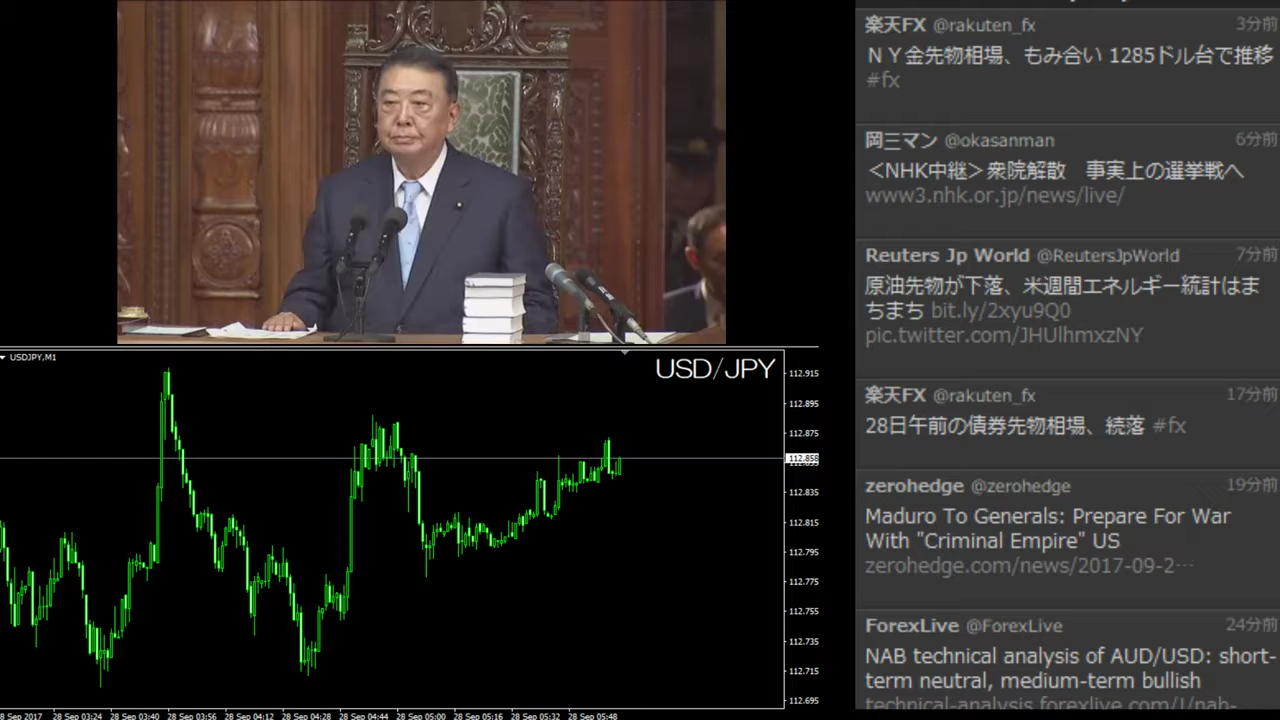 楽天FX @rakuten_fx 3分前
ＮＹ金先物相場、もみ合い 1285ドル台で推移
#fx
岡三マン @okasanman 6分前
＜NHK中継＞衆院解散　事実上の選挙戦へ
www3.nhk.or.jp/news/live/
Reuters Jp World @ReutersJpWorld 7分前
原油先物が下落、米週間エネルギー統計はま
ちまち bit.ly/2xyu9Q0
pic.twitter.com/JHUlhmxzNY
楽天FX @rakuten_fx 17分前
28日午前の債券先物相場、続落 #fx
zerohedge @zerohedge 19分前
Maduro To Generals: Prepare For War
With "Criminal Empire" US
zerohedge.com/news/2017-09-2…
ForexLive @ForexLive 24分前
NAB technical analysis of AUD/USD: short-
term neutral, medium-term bullish
technical-analysis forexlive.com/!/nab-
USDJPY,M1
USD/JPY
112.915
112.895
112.875
112.858
112.835
112.815
112.795
112.775
112.755
112.735
112.715
112.695
8 Sep 2017 28 Sep 03:24 28 Sep 03:40 28 Sep 03:56 28 Sep 04:12 28 Sep 04:28 28 Sep 04:44 28 Sep 05:00 28 Sep 05:16 28 Sep 05:32 28 Sep 05:48